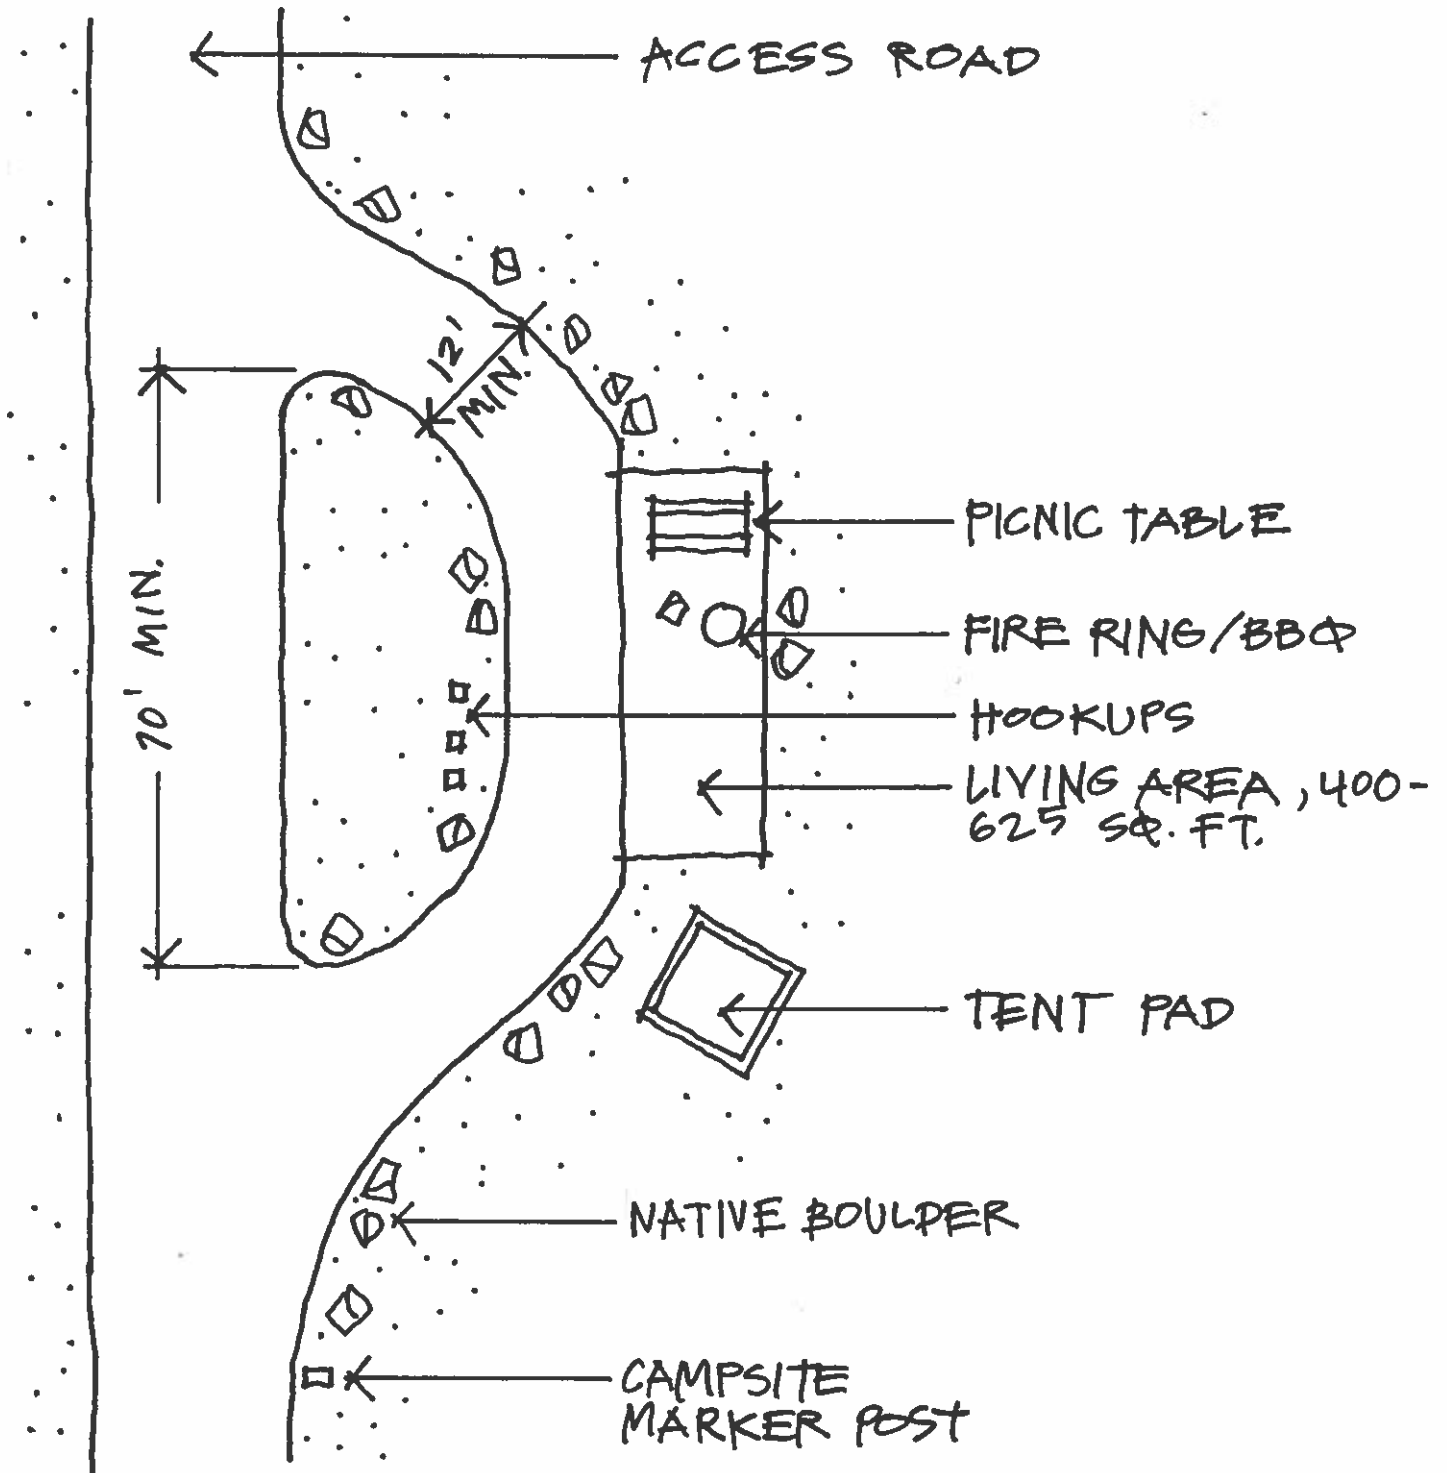 ACCESS ROAD
12'
MIN.
PICNIC TABLE
FIRE RING/BBQ
70' MIN.
HOOKUPS
LIVING AREA, 400-
625 SQ. FT.
TENT PAD
NATIVE BOULDER
CAMPSITE
MARKER POST